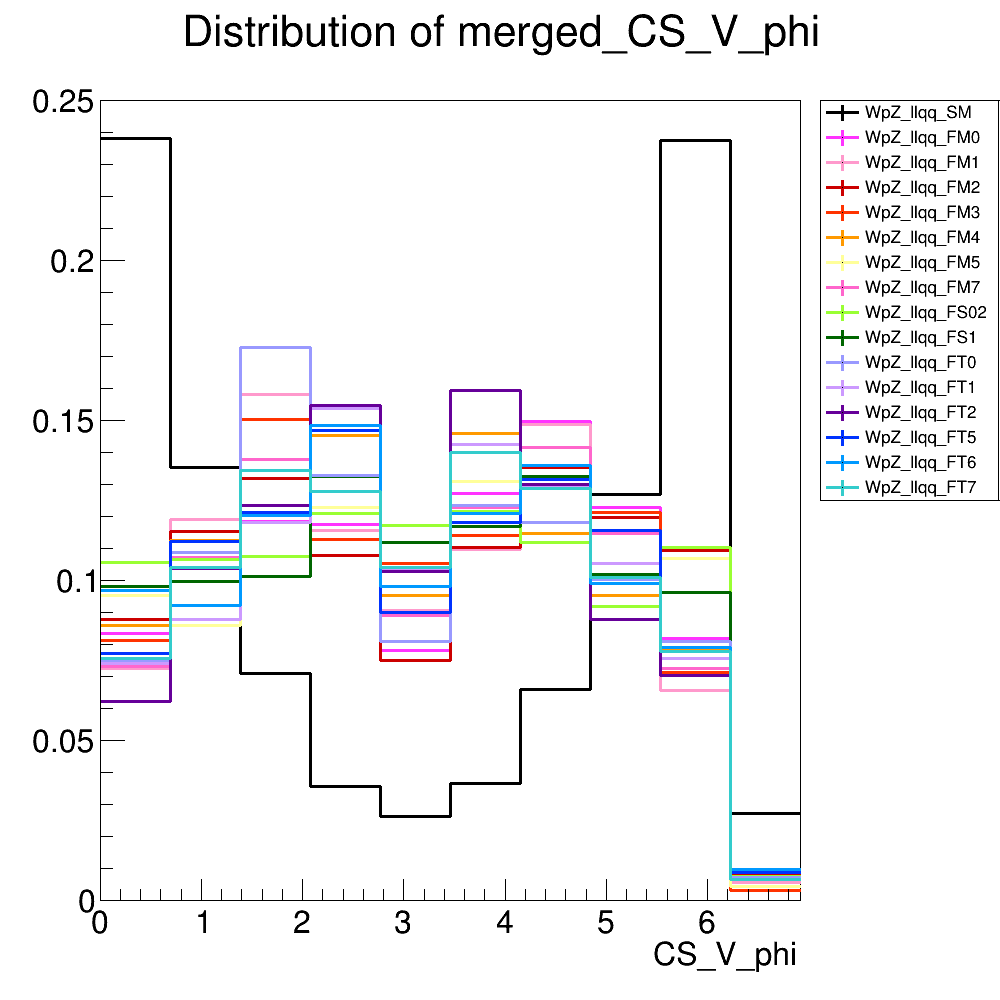 Distribution of merged_CS_V_phi
0.25
0.2
0.15
0.1
0.05
0
0 1 2 3 4 5 6
CS_V_phi
WpZ_llqq_SM
WpZ_llqq_FM0
WpZ_llqq_FM1
WpZ_llqq_FM2
WpZ_llqq_FM3
WpZ_llqq_FM4
WpZ_llqq_FM5
WpZ_llqq_FM7
WpZ_llqq_FS02
WpZ_llqq_FS1
WpZ_llqq_FT0
WpZ_llqq_FT1
WpZ_llqq_FT2
WpZ_llqq_FT5
WpZ_llqq_FT6
WpZ_llqq_FT7